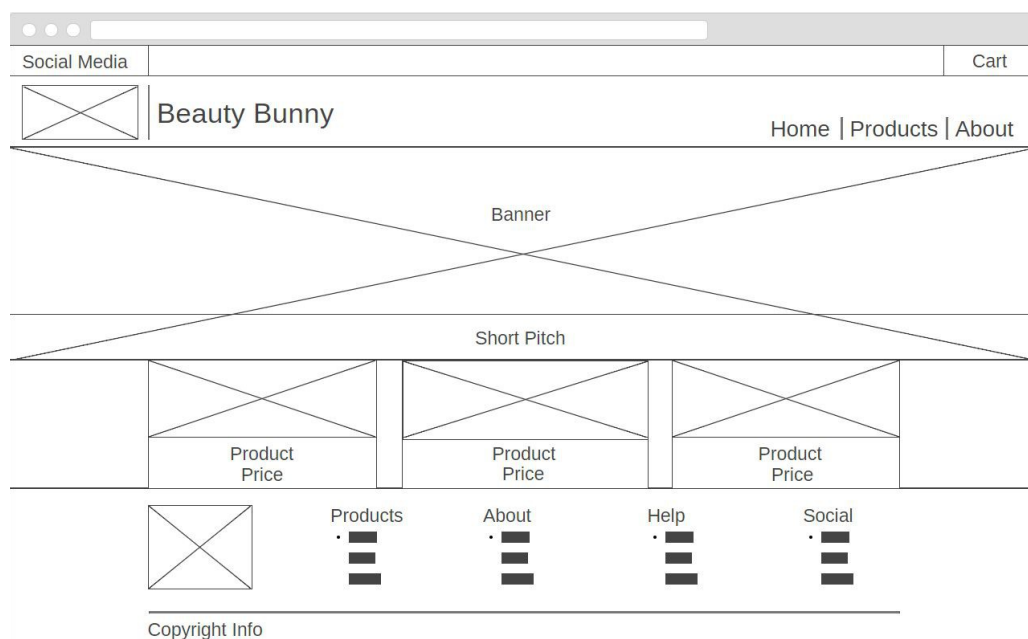 Social Media
Cart
Beauty Bunny
Home | Products | About
Banner
Short Pitch
Product
Price
Product
Price
Product
Price
Products
About
Help
Social
Copyright Info